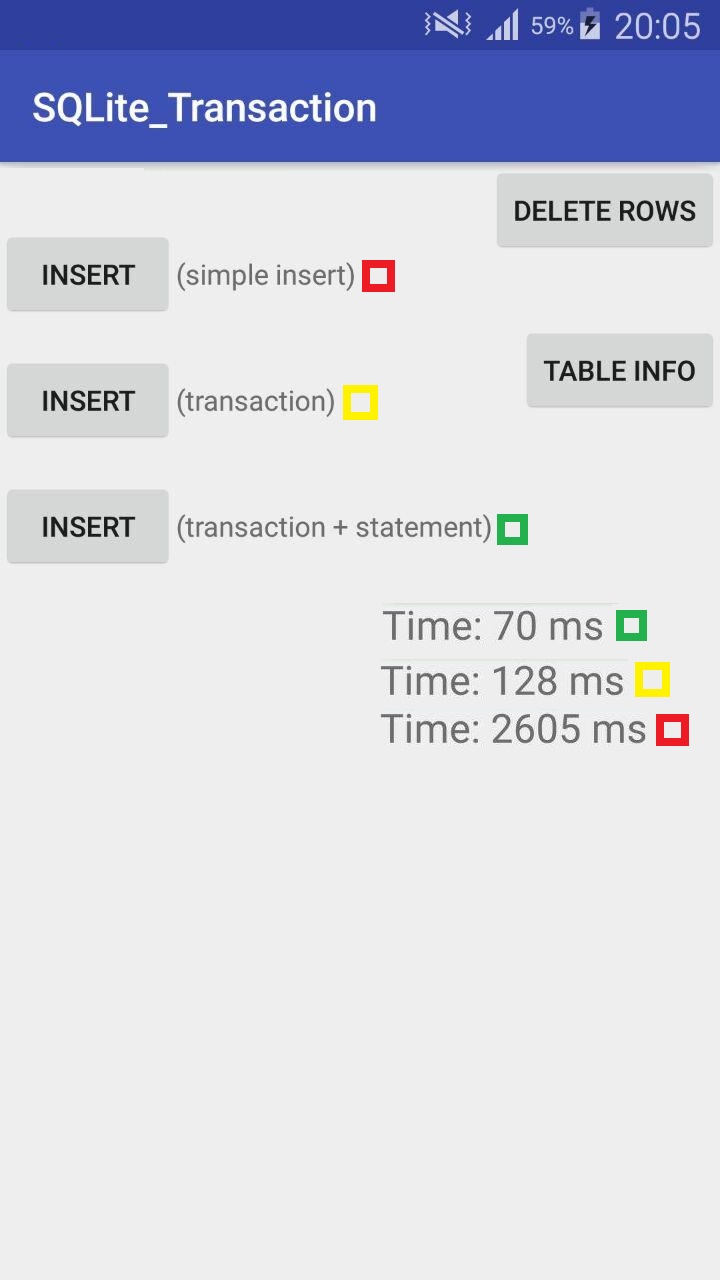 59% 20:05
SQLite_Transaction
DELETE ROWS
INSERT (simple insert)
TABLE INFO
INSERT (transaction)
INSERT (transaction + statement)
Time: 70 ms
Time: 128 ms
Time: 2605 ms